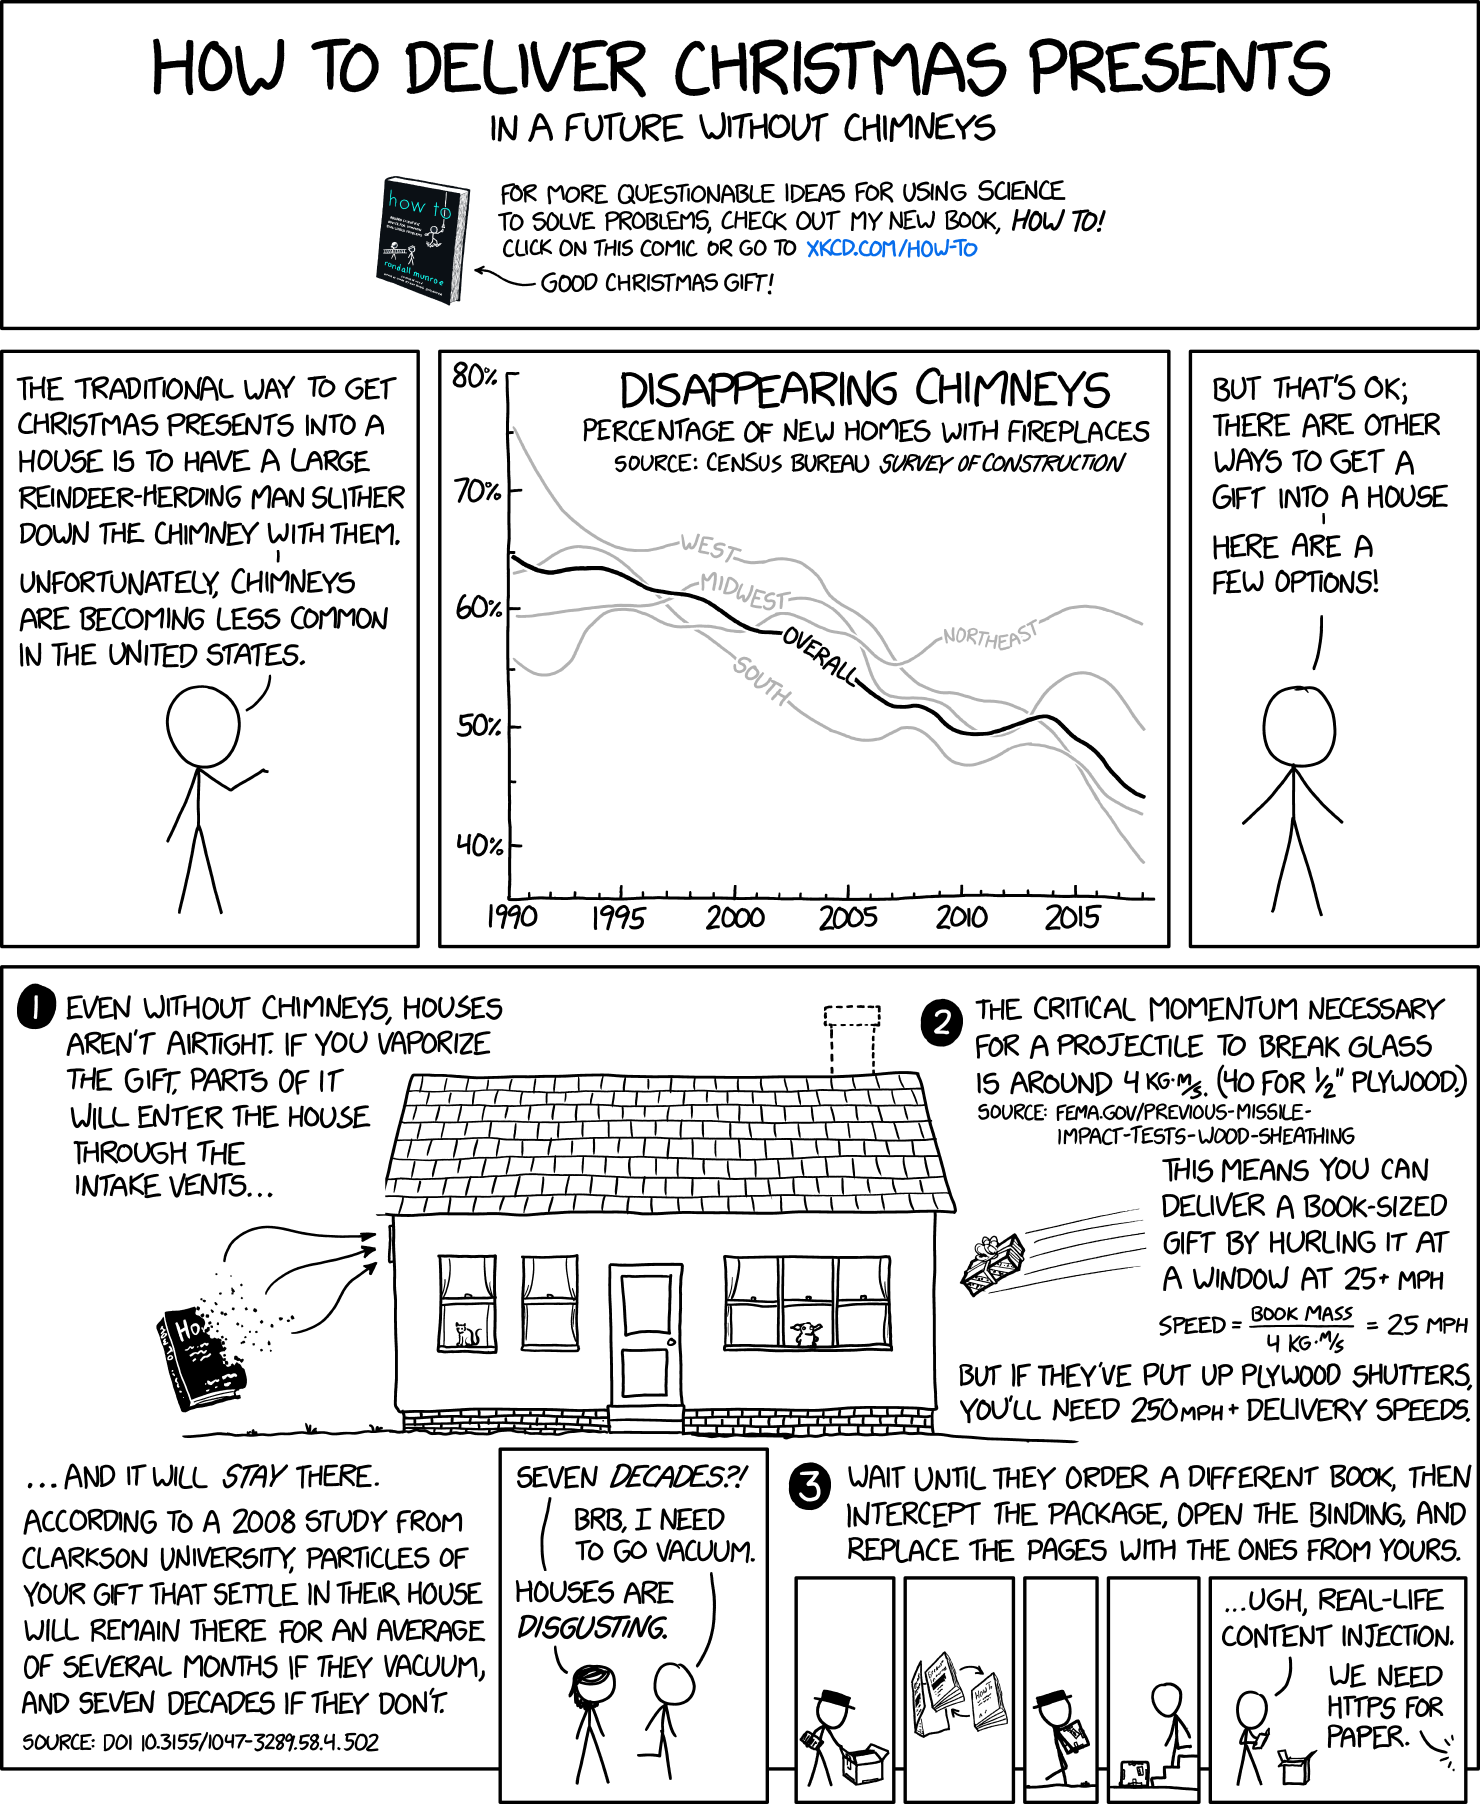 HOW TO DELIVER CHRISTMAS PRESENTS
IN A FUTURE WITHOUT CHIMNEYS
how to
randall munroe
FOR MORE QUESTIONABLE IDEAS FOR USING SCIENCE
TO SOLVE PROBLEMS, CHECK OUT MY NEW BOOK, HOW TO!
CLICK ON THIS COMIC OR GO TO XKCD.COM/HOW-TO
GOOD CHRISTMAS GIFT!
THE TRADITIONAL WAY TO GET
CHRISTMAS PRESENTS INTO A
HOUSE IS TO HAVE A LARGE
REINDEER-HERDING MAN SLITHER
DOWN THE CHIMNEY WITH THEM.
UNFORTUNATELY, CHIMNEYS
ARE BECOMING LESS COMMON
IN THE UNITED STATES.
DISAPPEARING CHIMNEYS
PERCENTAGE OF NEW HOMES WITH FIREPLACES
SOURCE: CENSUS BUREAU SURVEY OF CONSTRUCTION
80%
70%
60%
50%
40%
WEST
MIDWEST
NORTHEAST
OVERALL
SOUTH
1990 1995 2000 2005 2010 2015
BUT THAT'S OK;
THERE ARE OTHER
WAYS TO GET A
GIFT INTO A HOUSE
HERE ARE A
FEW OPTIONS!
1 EVEN WITHOUT CHIMNEYS, HOUSES
AREN'T AIRTIGHT. IF YOU VAPORIZE
THE GIFT, PARTS OF IT
WILL ENTER THE HOUSE
THROUGH THE
INTAKE VENTS...
HO
HOW TO
...AND IT WILL STAY THERE.
ACCORDING TO A 2008 STUDY FROM
CLARKSON UNIVERSITY, PARTICLES OF
YOUR GIFT THAT SETTLE IN THEIR HOUSE
WILL REMAIN THERE FOR AN AVERAGE
OF SEVERAL MONTHS IF THEY VACUUM,
AND SEVEN DECADES IF THEY DON'T.
SOURCE: DOI 10.3155/1047-3289.58.4.502
SEVEN DECADES?!
BRB, I NEED
TO GO VACUUM.
HOUSES ARE
DISGUSTING.
2 THE CRITICAL MOMENTUM NECESSARY
FOR A PROJECTILE TO BREAK GLASS
IS AROUND 4 KG·M/S. (40 FOR 1/2" PLYWOOD.)
SOURCE: FEMA.GOV/PREVIOUS-MISSILE-
IMPACT-TESTS-WOOD-SHEATHING
THIS MEANS YOU CAN
DELIVER A BOOK-SIZED
GIFT BY HURLING IT AT
A WINDOW AT 25+ MPH
SPEED = BOOK MASS / 4 KG·M/S = 25 MPH
BUT IF THEY'VE PUT UP PLYWOOD SHUTTERS,
YOU'LL NEED 250MPH+ DELIVERY SPEEDS.
3 WAIT UNTIL THEY ORDER A DIFFERENT BOOK, THEN
INTERCEPT THE PACKAGE, OPEN THE BINDING, AND
REPLACE THE PAGES WITH THE ONES FROM YOURS.
HOW TO
...UGH, REAL-LIFE
CONTENT INJECTION.
WE NEED
HTTPS FOR
PAPER.